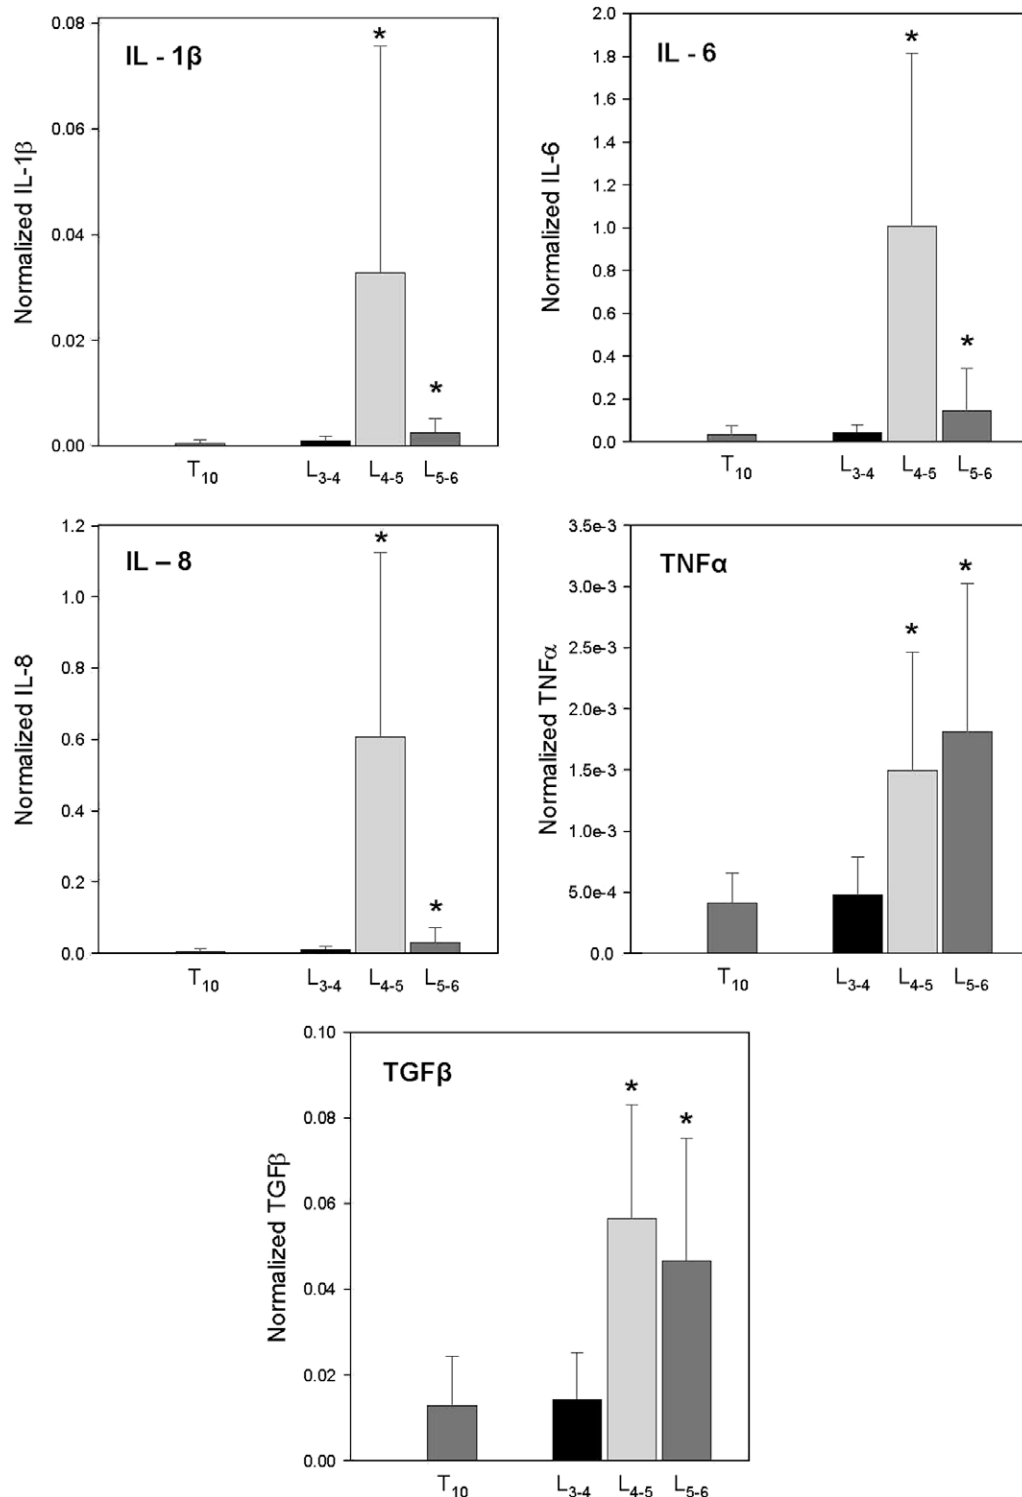 IL - 1β
*
*
Normalized IL-1β
0.08
0.06
0.04
0.02
0.00
T10
L3-4
L4-5
L5-6
IL - 6
*
*
Normalized IL-6
2.0
1.8
1.6
1.4
1.2
1.0
0.8
0.6
0.4
0.2
0.0
T10
L3-4
L4-5
L5-6
IL – 8
*
*
Normalized IL-8
1.2
1.0
0.8
0.6
0.4
0.2
0.0
T10
L3-4
L4-5
L5-6
TNFα
*
*
Normalized TNFα
3.5e-3
3.0e-3
2.5e-3
2.0e-3
1.5e-3
1.0e-3
5.0e-4
0.0
T10
L3-4
L4-5
L5-6
TGFβ
*
*
Normalized TGFβ
0.10
0.08
0.06
0.04
0.02
0.00
T10
L3-4
L4-5
L5-6